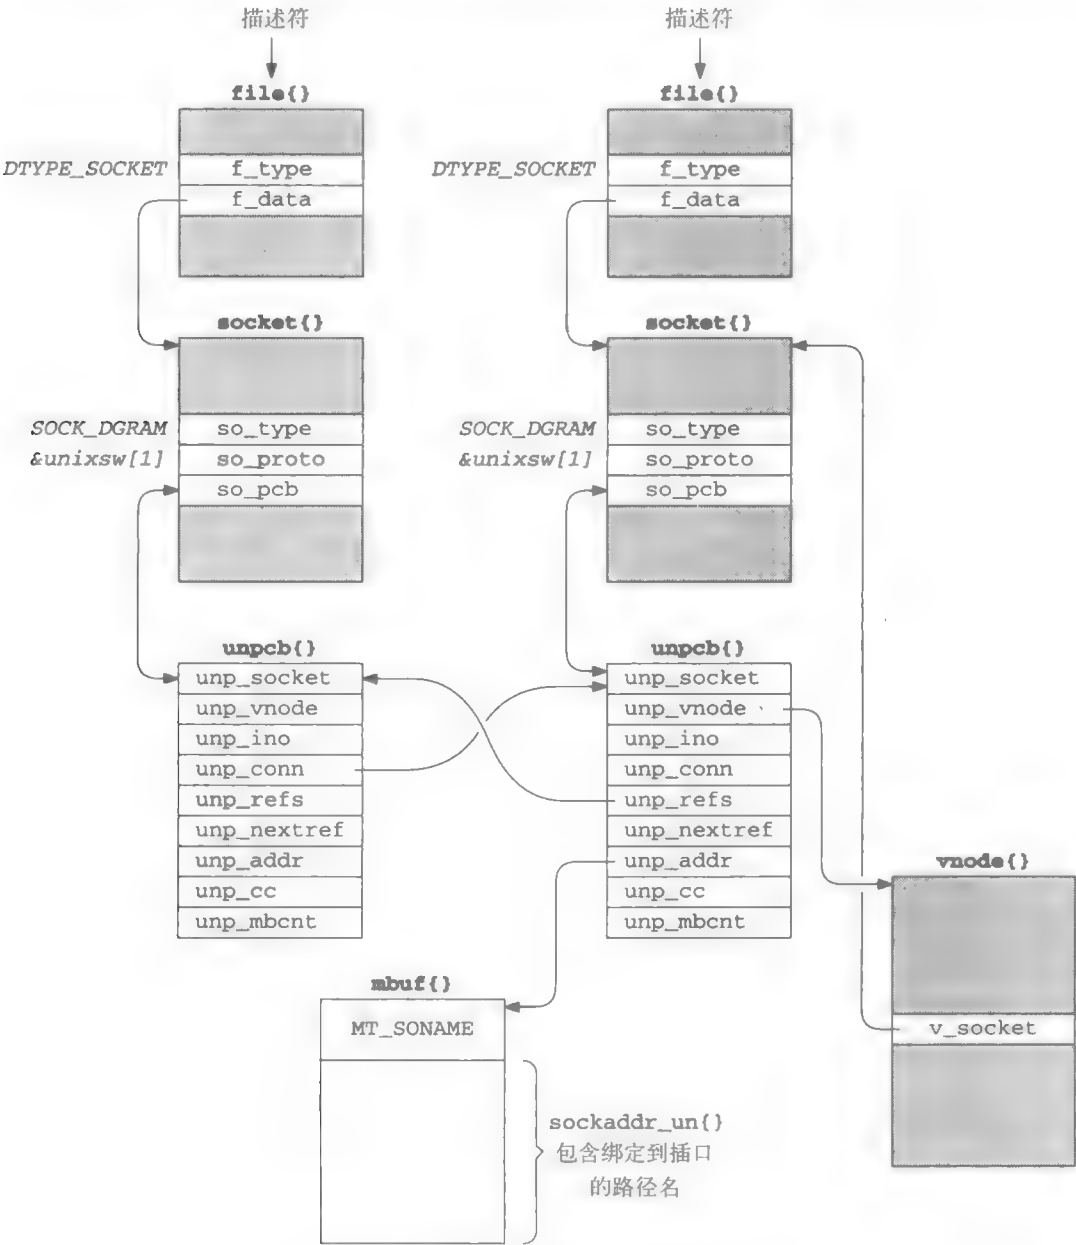 描述符
file{}
DTYPE_SOCKET
f_type
f_data
socket{}
SOCK_DGRAM
so_type
&unixsw[1]
so_proto
so_pcb
unpcb{}
unp_socket
unp_vnode
unp_ino
unp_conn
unp_refs
unp_nextref
unp_addr
unp_cc
unp_mbcnt
描述符
file{}
DTYPE_SOCKET
f_type
f_data
socket{}
SOCK_DGRAM
so_type
&unixsw[1]
so_proto
so_pcb
unpcb{}
unp_socket
unp_vnode
unp_ino
unp_conn
unp_refs
unp_nextref
unp_addr
unp_cc
unp_mbcnt
vnode{}
v_socket
mbuf{}
MT_SONAME
sockaddr_un{}
包含绑定到插口
的路径名